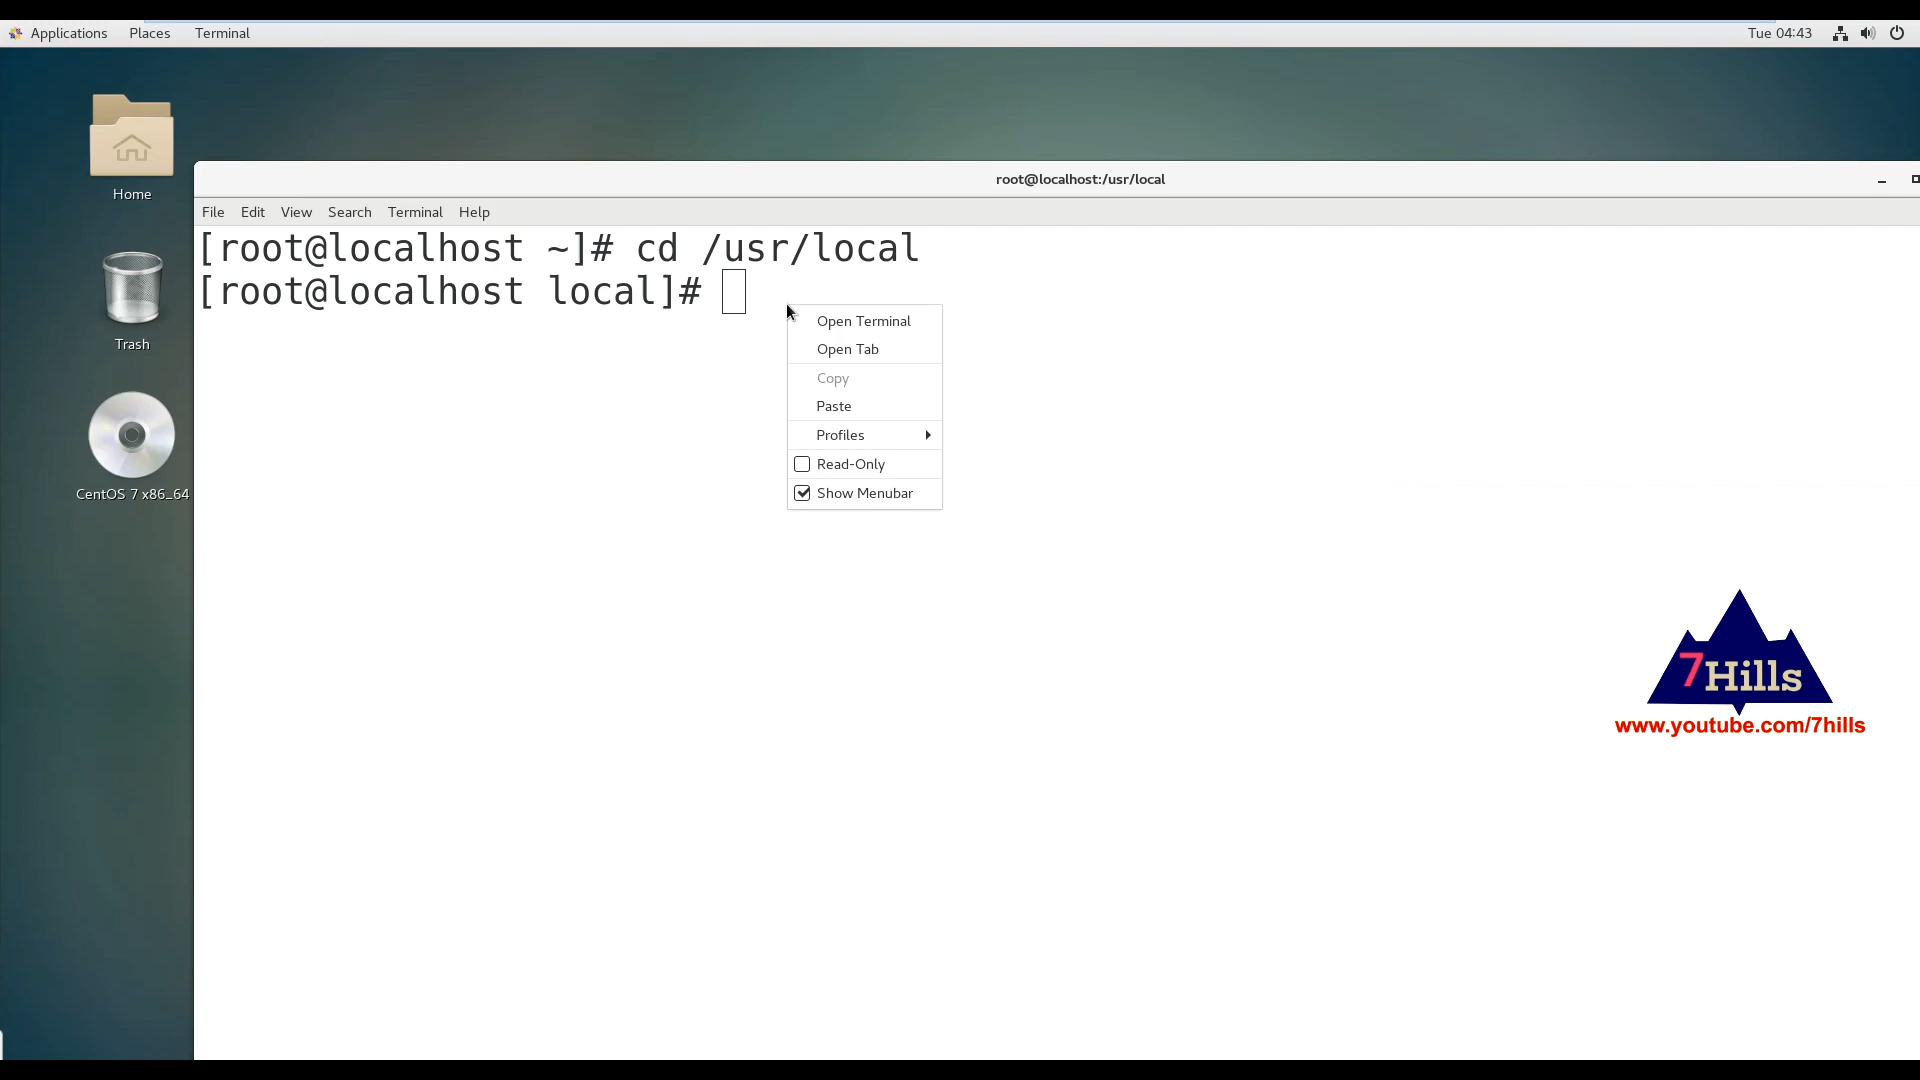 Applications Places Terminal Tue 04:43
Home
Trash
CentOS 7 x86_64
root@localhost:/usr/local
File Edit View Search Terminal Help
[root@localhost ~]# cd /usr/local
[root@localhost local]#
Open Terminal
Open Tab
Copy
Paste
Profiles
Read-Only
Show Menubar
7Hills
www.youtube.com/7hills